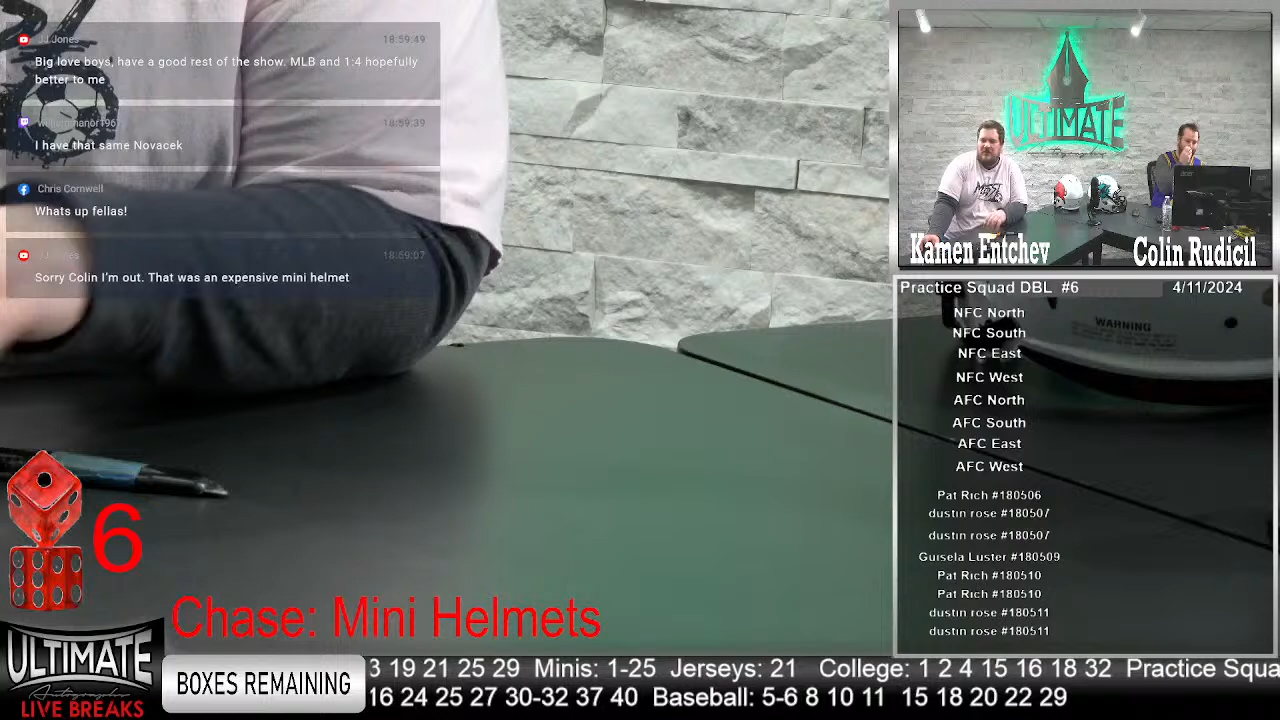 JJ Jones 18:59:49
Big love boys, have a good rest of the show. MLB and 1:4 hopefully
better to me
18:59:39
I have that same Novacek
Chris Cornwell
Whats up fellas!
JJ Jones 18:59:07
Sorry Colin I'm out. That was an expensive mini helmet
ULTIMATE
Kamen Entchev
Colin Rudicil
Practice Squad DBL #6 4/11/2024
WARNING
NFC North
NFC South
NFC East
NFC West
AFC North
AFC South
AFC East
AFC West
Pat Rich #180506
dustin rose #180507
dustin rose #180507
Guisela Luster #180509
Pat Rich #180510
Pat Rich #180510
dustin rose #180511
dustin rose #180511
6
Chase: Mini Helmets
ULTIMATE
Autographs
LIVE BREAKS
BOXES REMAINING
3 19 21 25 29 Minis: 1-25 Jerseys: 21 College: 1 2 4 15 16 18 32 Practice Squa
16 24 25 27 30-32 37 40 Baseball: 5-6 8 10 11 15 18 20 22 29